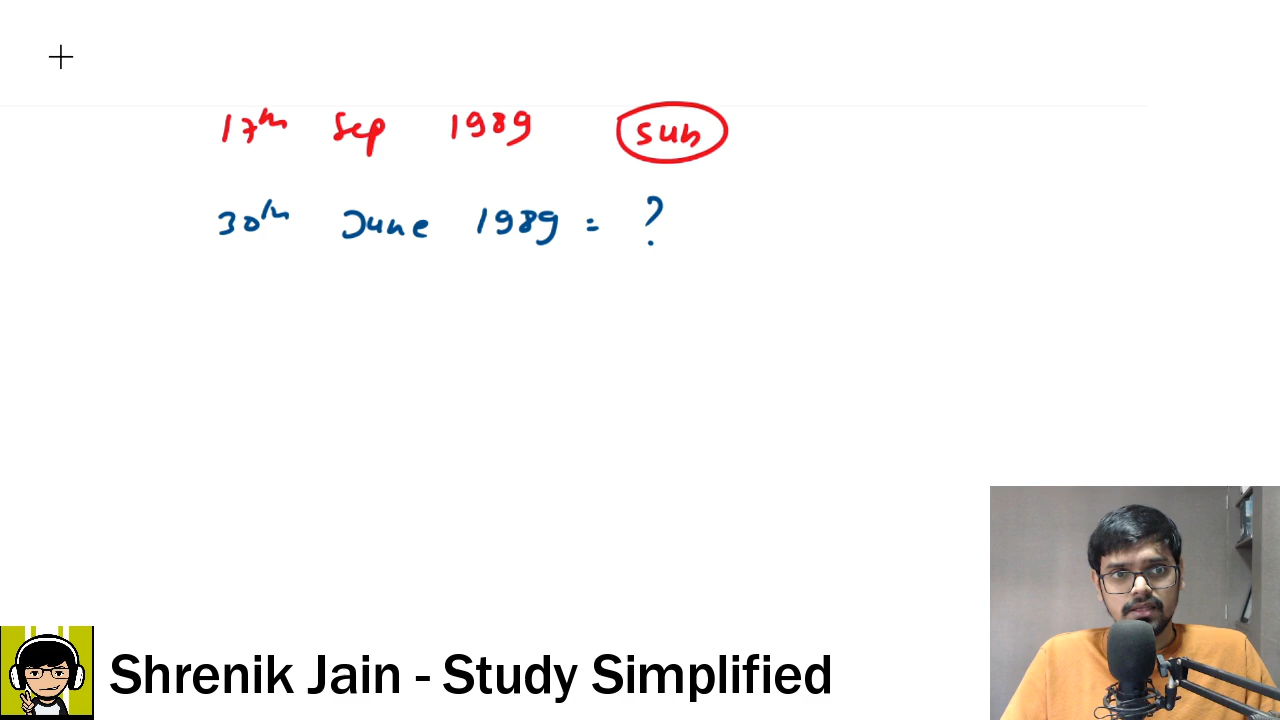 17th Sep 1989 sun
30th June 1989 = ?
Shrenik Jain - Study Simplified